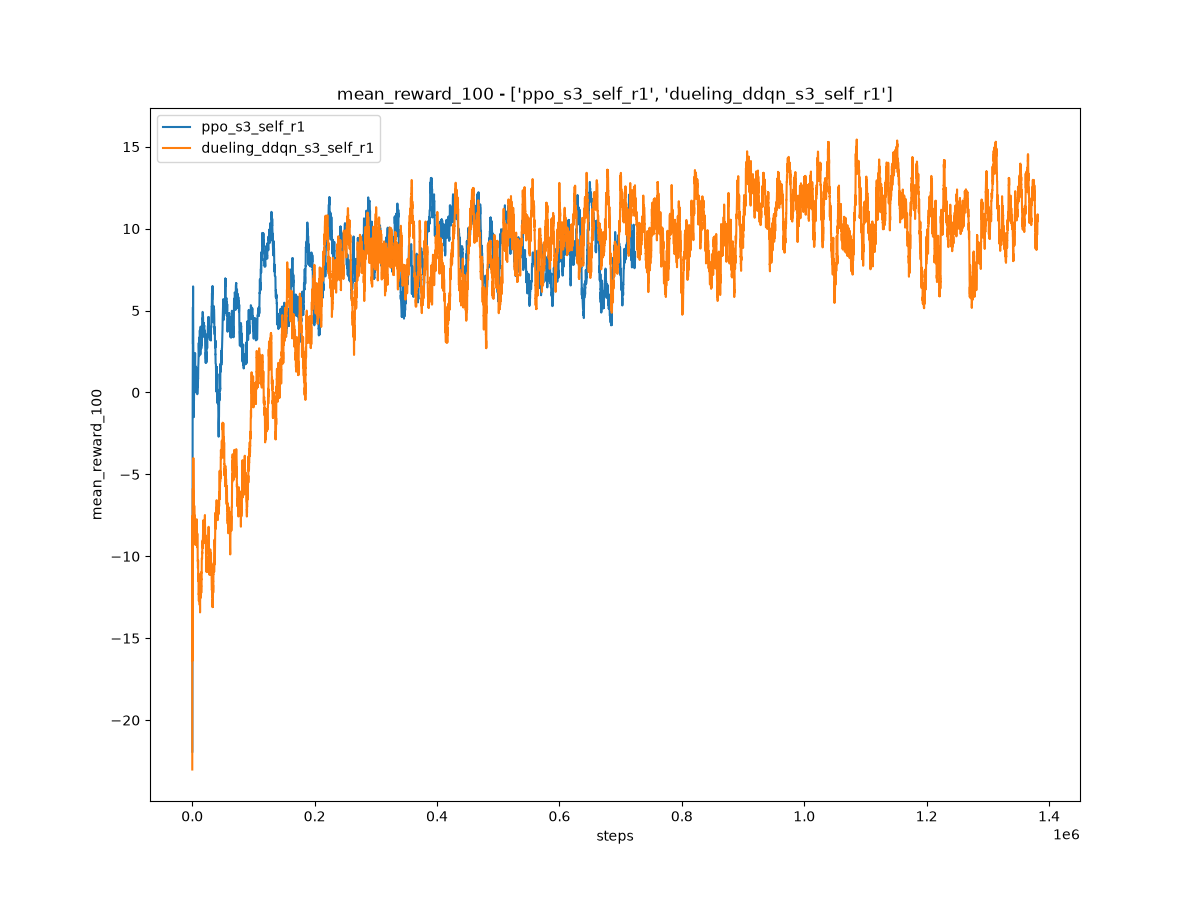 mean_reward_100 - ['ppo_s3_self_r1', 'dueling_ddqn_s3_self_r1']
ppo_s3_self_r1
dueling_ddqn_s3_self_r1
mean_reward_100
15
10
5
0
−5
−10
−15
−20
0.0 0.2 0.4 0.6 0.8 1.0 1.2 1.4
steps
1e6